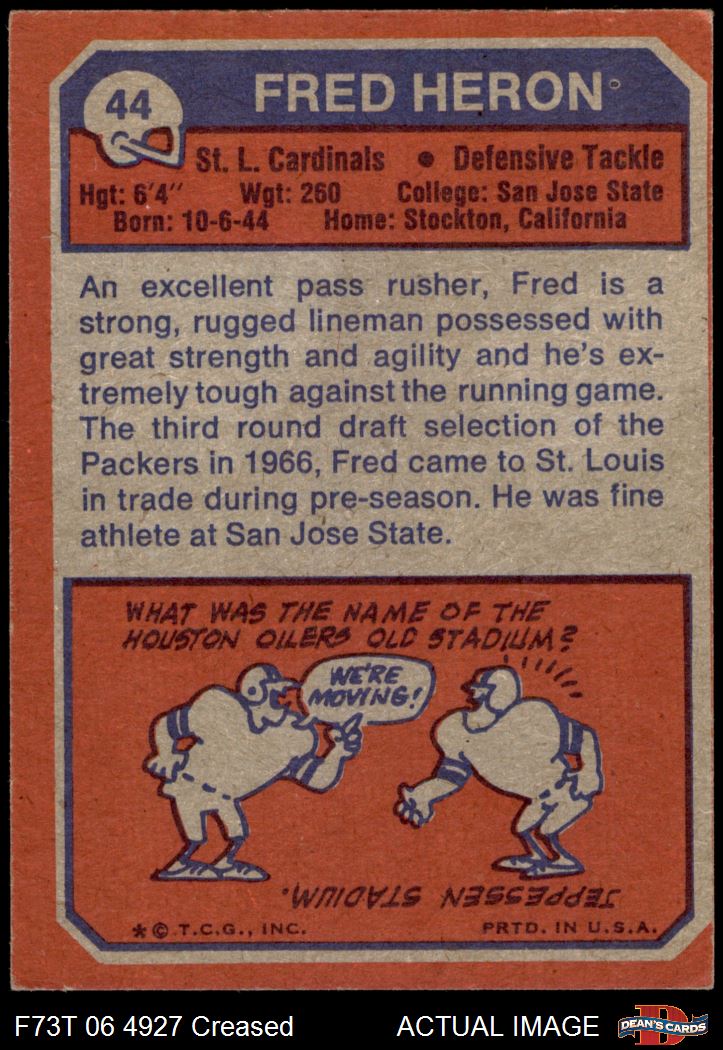 44
FRED HERON
St. L. Cardinals • Defensive Tackle
Hgt: 6'4" Wgt: 260 College: San Jose State
Born: 10-6-44 Home: Stockton, California
An excellent pass rusher, Fred is a
strong, rugged lineman possessed with
great strength and agility and he's ex-
tremely tough against the running game.
The third round draft selection of the
Packers in 1966, Fred came to St. Louis
in trade during pre-season. He was fine
athlete at San Jose State.
WHAT WAS THE NAME OF THE
HOUSTON OILERS OLD STADIUM?
WE'RE
MOVING!
JEPPESSEN STADIUM.
* © T.C.G., INC. PRTD. IN U.S.A.
F73T 06 4927 Creased ACTUAL IMAGE
D
DEAN'S CARDS